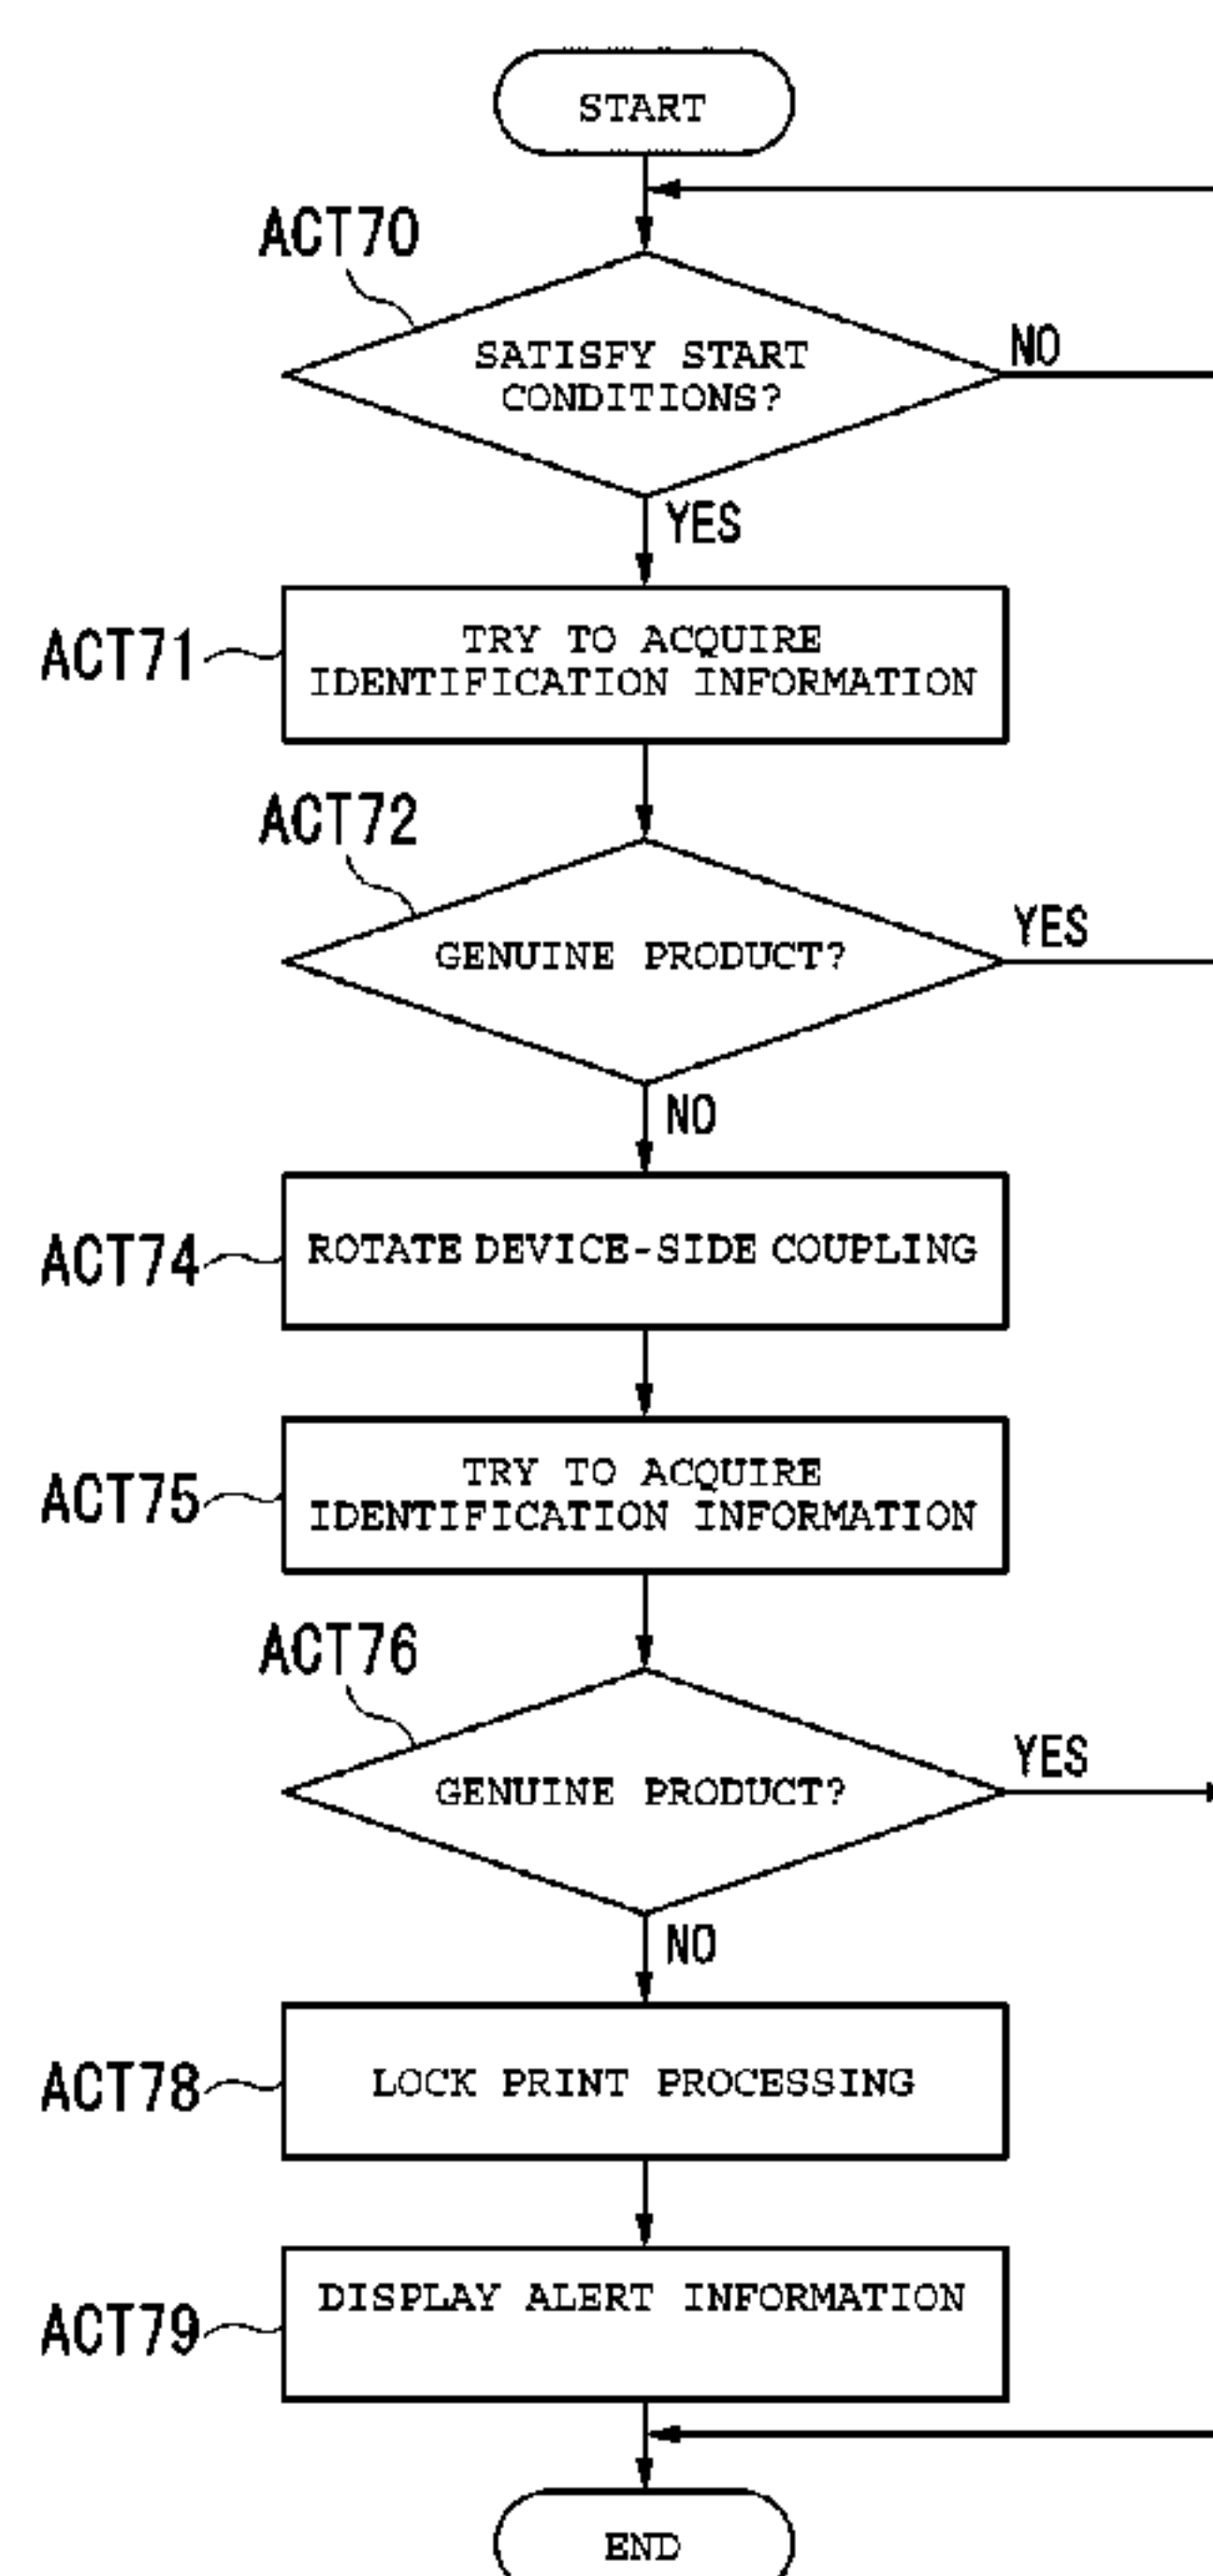 START
ACT70
SATISFY START
CONDITIONS?
NO
YES
ACT71
TRY TO ACQUIRE
IDENTIFICATION INFORMATION
ACT72
GENUINE PRODUCT?
YES
NO
ACT74
ROTATE DEVICE-SIDE COUPLING
ACT75
TRY TO ACQUIRE
IDENTIFICATION INFORMATION
ACT76
GENUINE PRODUCT?
YES
NO
ACT78
LOCK PRINT PROCESSING
ACT79
DISPLAY ALERT INFORMATION
END